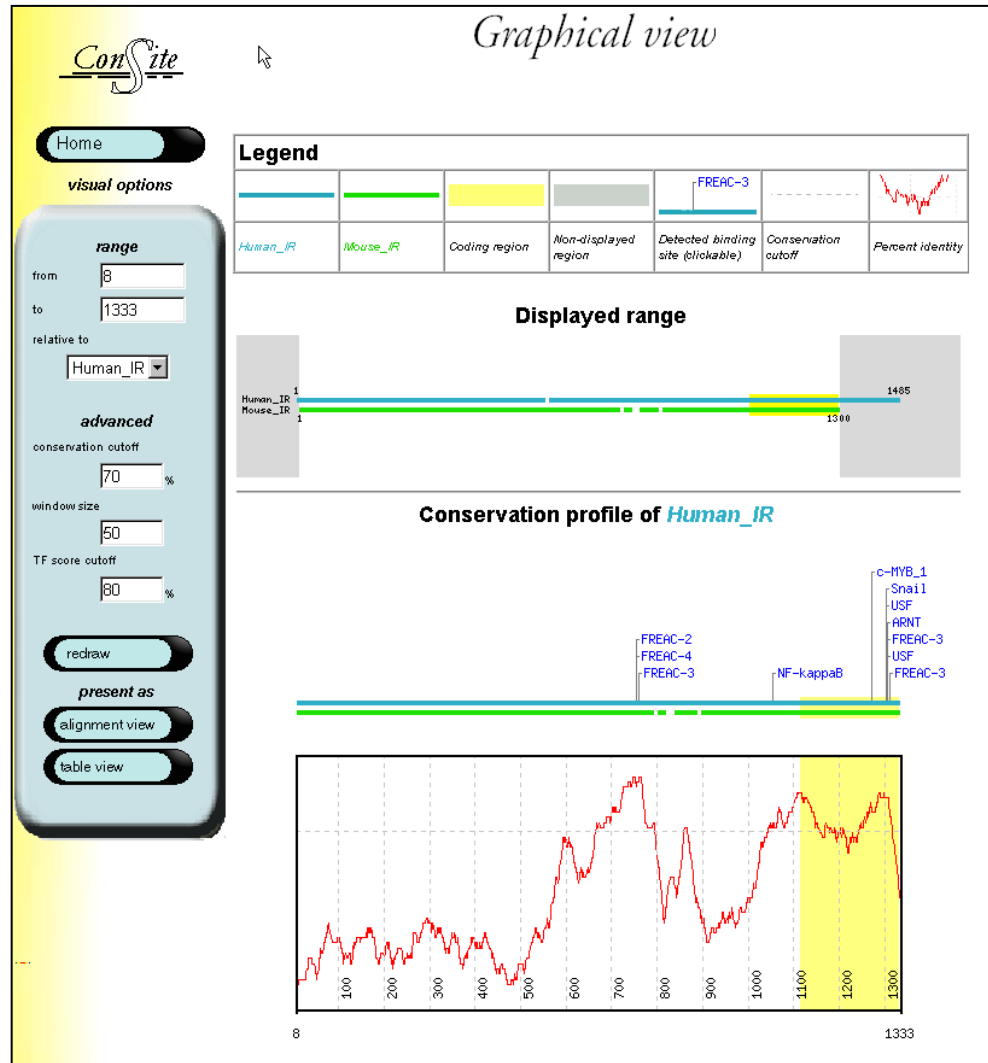 Graphical view
ConSite
Home
visual options
range
from 8
to 1333
relative to
Human_IR
advanced
conservation cutoff
70 %
window size
50
TF score cutoff
80 %
redraw
present as
alignment view
table view
Legend
FREAC-3
Human_IR
Mouse_IR
Coding region
Non-displayed region
Detected binding site (clickable)
Conservation cutoff
Percent identity
Displayed range
1 1485
Human_IR
Mouse_IR
1 1300
Conservation profile of Human_IR
c-MYB_1
Snail
USF
ARNT
FREAC-2 FREAC-3
FREAC-4 USF
FREAC-3 NF-kappaB FREAC-3
100 200 300 400 500 600 700 800 900 1000 1100 1200 1300
8 1333